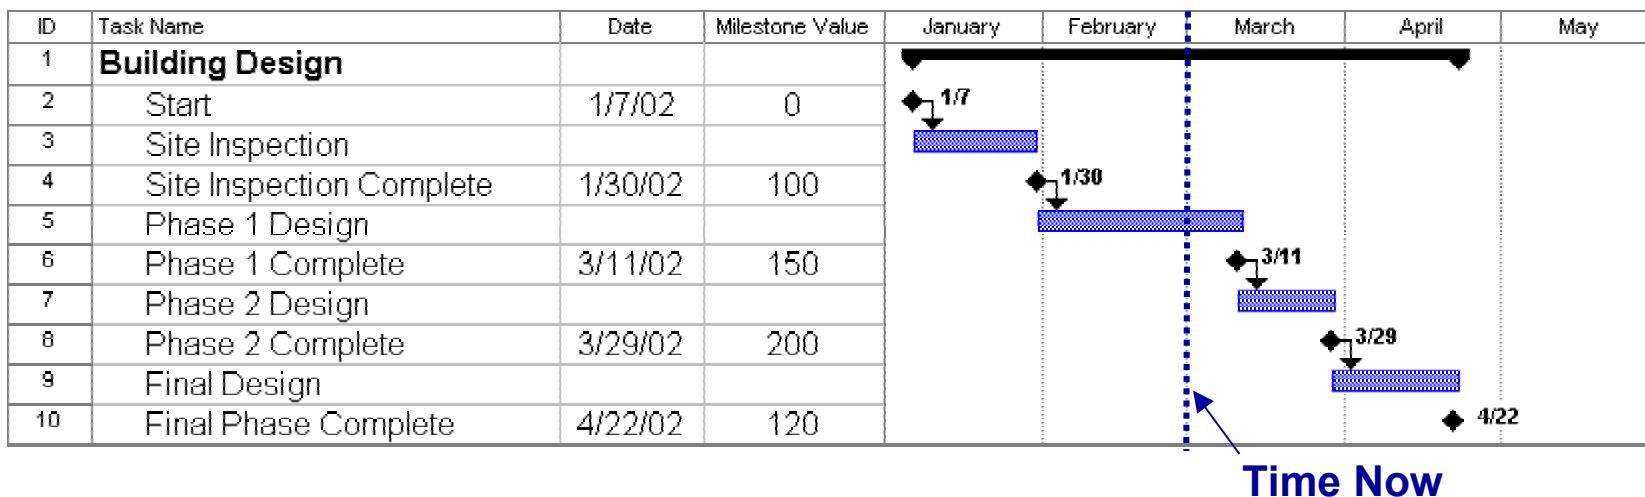 ID Task Name Date Milestone Value January February March April May
1 Building Design
2 Start 1/7/02 0 1/7
3 Site Inspection
4 Site Inspection Complete 1/30/02 100 1/30
5 Phase 1 Design
6 Phase 1 Complete 3/11/02 150 3/11
7 Phase 2 Design
8 Phase 2 Complete 3/29/02 200 3/29
9 Final Design
10 Final Phase Complete 4/22/02 120 4/22
Time Now